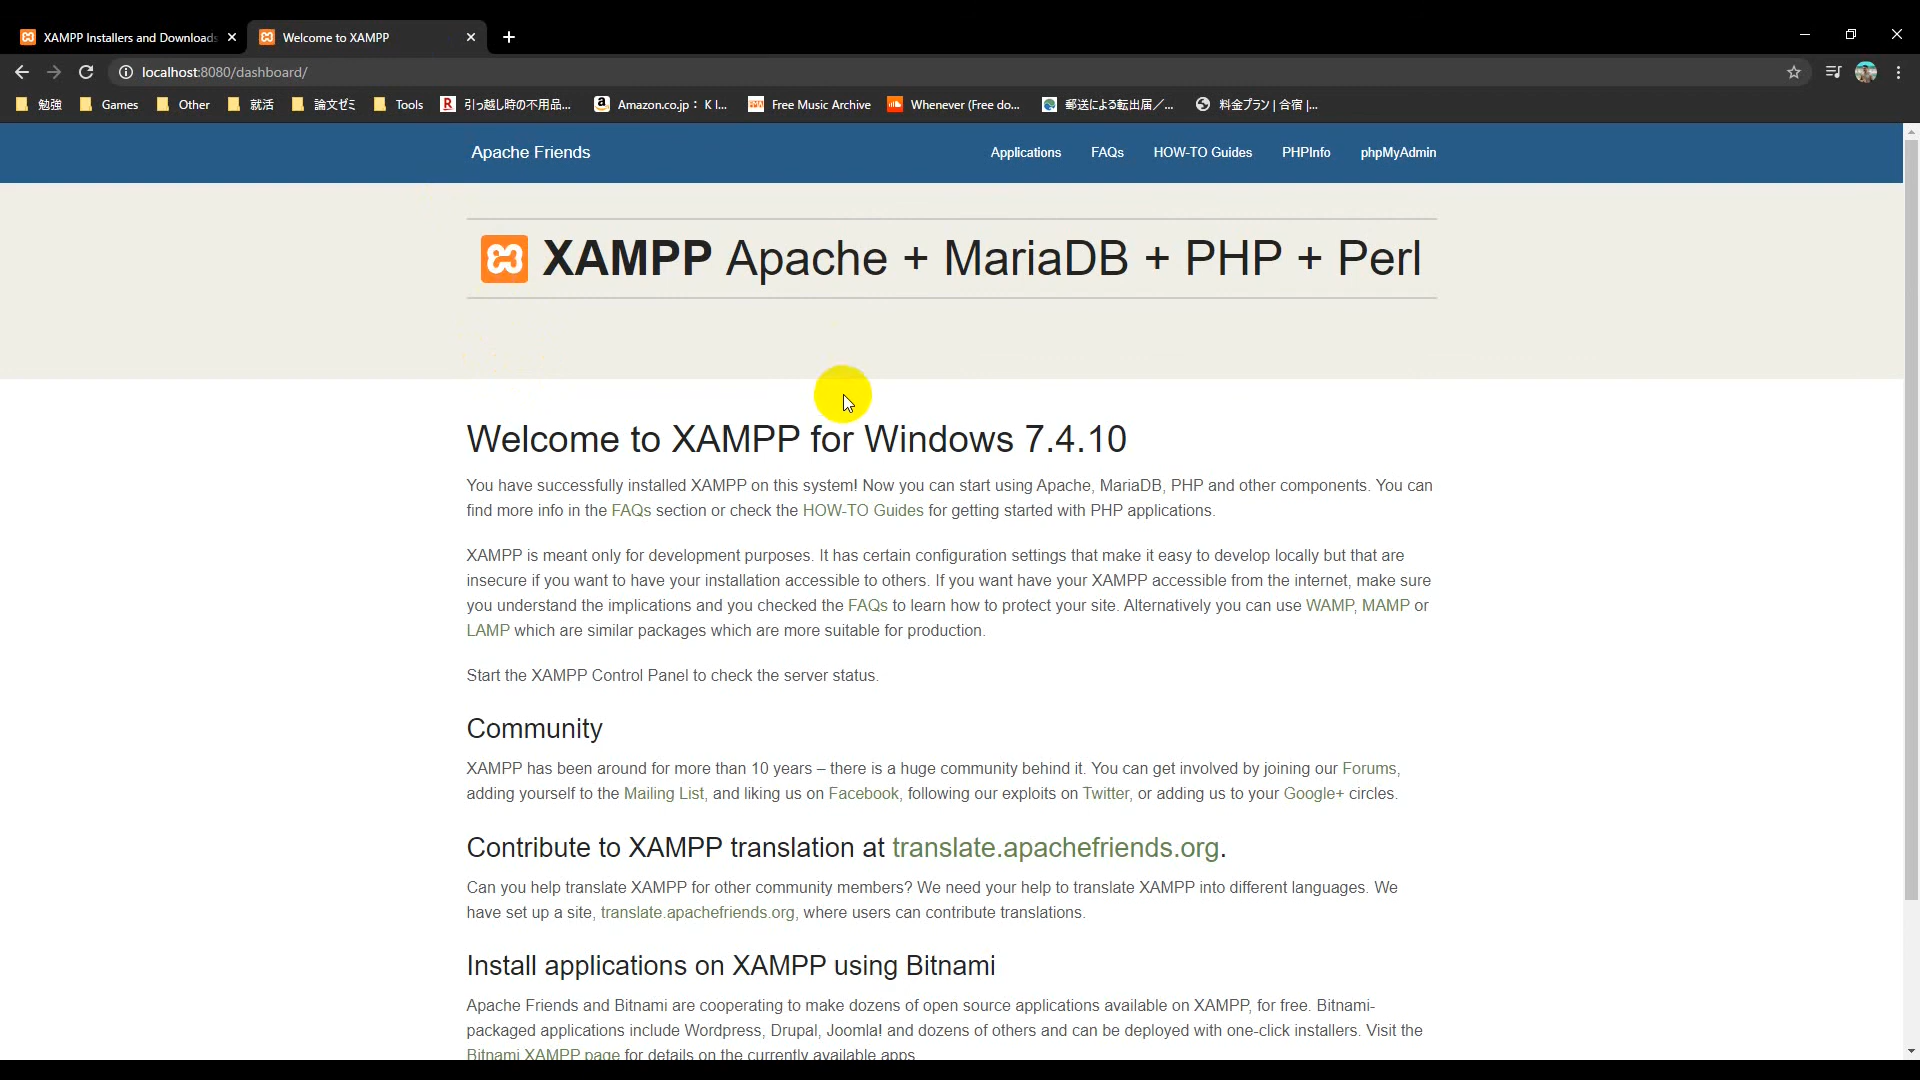 XAMPP Installers and Downloads
Welcome to XAMPP
localhost:8080/dashboard/
勉強 Games Other 就活 論文ゼミ Tools 引っ越し時の不用品... Amazon.co.jp： K l... Free Music Archive Whenever (Free do... 郵送による転出届／... 料金プラン | 合宿 |...
Apache Friends Applications FAQs HOW-TO Guides PHPInfo phpMyAdmin
XAMPP Apache + MariaDB + PHP + Perl
Welcome to XAMPP for Windows 7.4.10
You have successfully installed XAMPP on this system! Now you can start using Apache, MariaDB, PHP and other components. You can
find more info in the FAQs section or check the HOW-TO Guides for getting started with PHP applications.
XAMPP is meant only for development purposes. It has certain configuration settings that make it easy to develop locally but that are
insecure if you want to have your installation accessible to others. If you want have your XAMPP accessible from the internet, make sure
you understand the implications and you checked the FAQs to learn how to protect your site. Alternatively you can use WAMP, MAMP or
LAMP which are similar packages which are more suitable for production.
Start the XAMPP Control Panel to check the server status.
Community
XAMPP has been around for more than 10 years – there is a huge community behind it. You can get involved by joining our Forums,
adding yourself to the Mailing List, and liking us on Facebook, following our exploits on Twitter, or adding us to your Google+ circles.
Contribute to XAMPP translation at translate.apachefriends.org.
Can you help translate XAMPP for other community members? We need your help to translate XAMPP into different languages. We
have set up a site, translate.apachefriends.org, where users can contribute translations.
Install applications on XAMPP using Bitnami
Apache Friends and Bitnami are cooperating to make dozens of open source applications available on XAMPP, for free. Bitnami-
packaged applications include Wordpress, Drupal, Joomla! and dozens of others and can be deployed with one-click installers. Visit the
Bitnami XAMPP page for details on the currently available apps